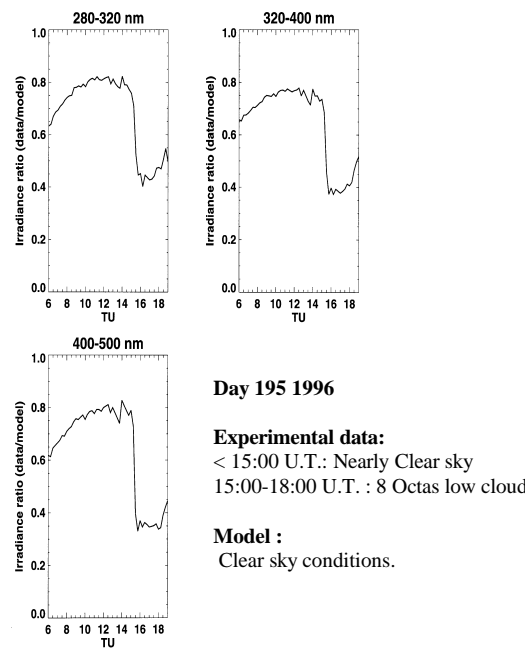 280-320 nm
320-400 nm
Irradiance ratio (data/model)
1.0
0.8
0.6
0.4
0.2
0.0
6 8 10 12 14 16 18
TU
Irradiance ratio (data/model)
1.0
0.8
0.6
0.4
0.2
0.0
6 8 10 12 14 16 18
TU
400-500 nm
Irradiance ratio (data/model)
1.0
0.8
0.6
0.4
0.2
0.0
6 8 10 12 14 16 18
TU
Day 195 1996
Experimental data:
< 15:00 U.T.: Nearly Clear sky
15:00-18:00 U.T. : 8 Octas low cloud
Model :
Clear sky conditions.